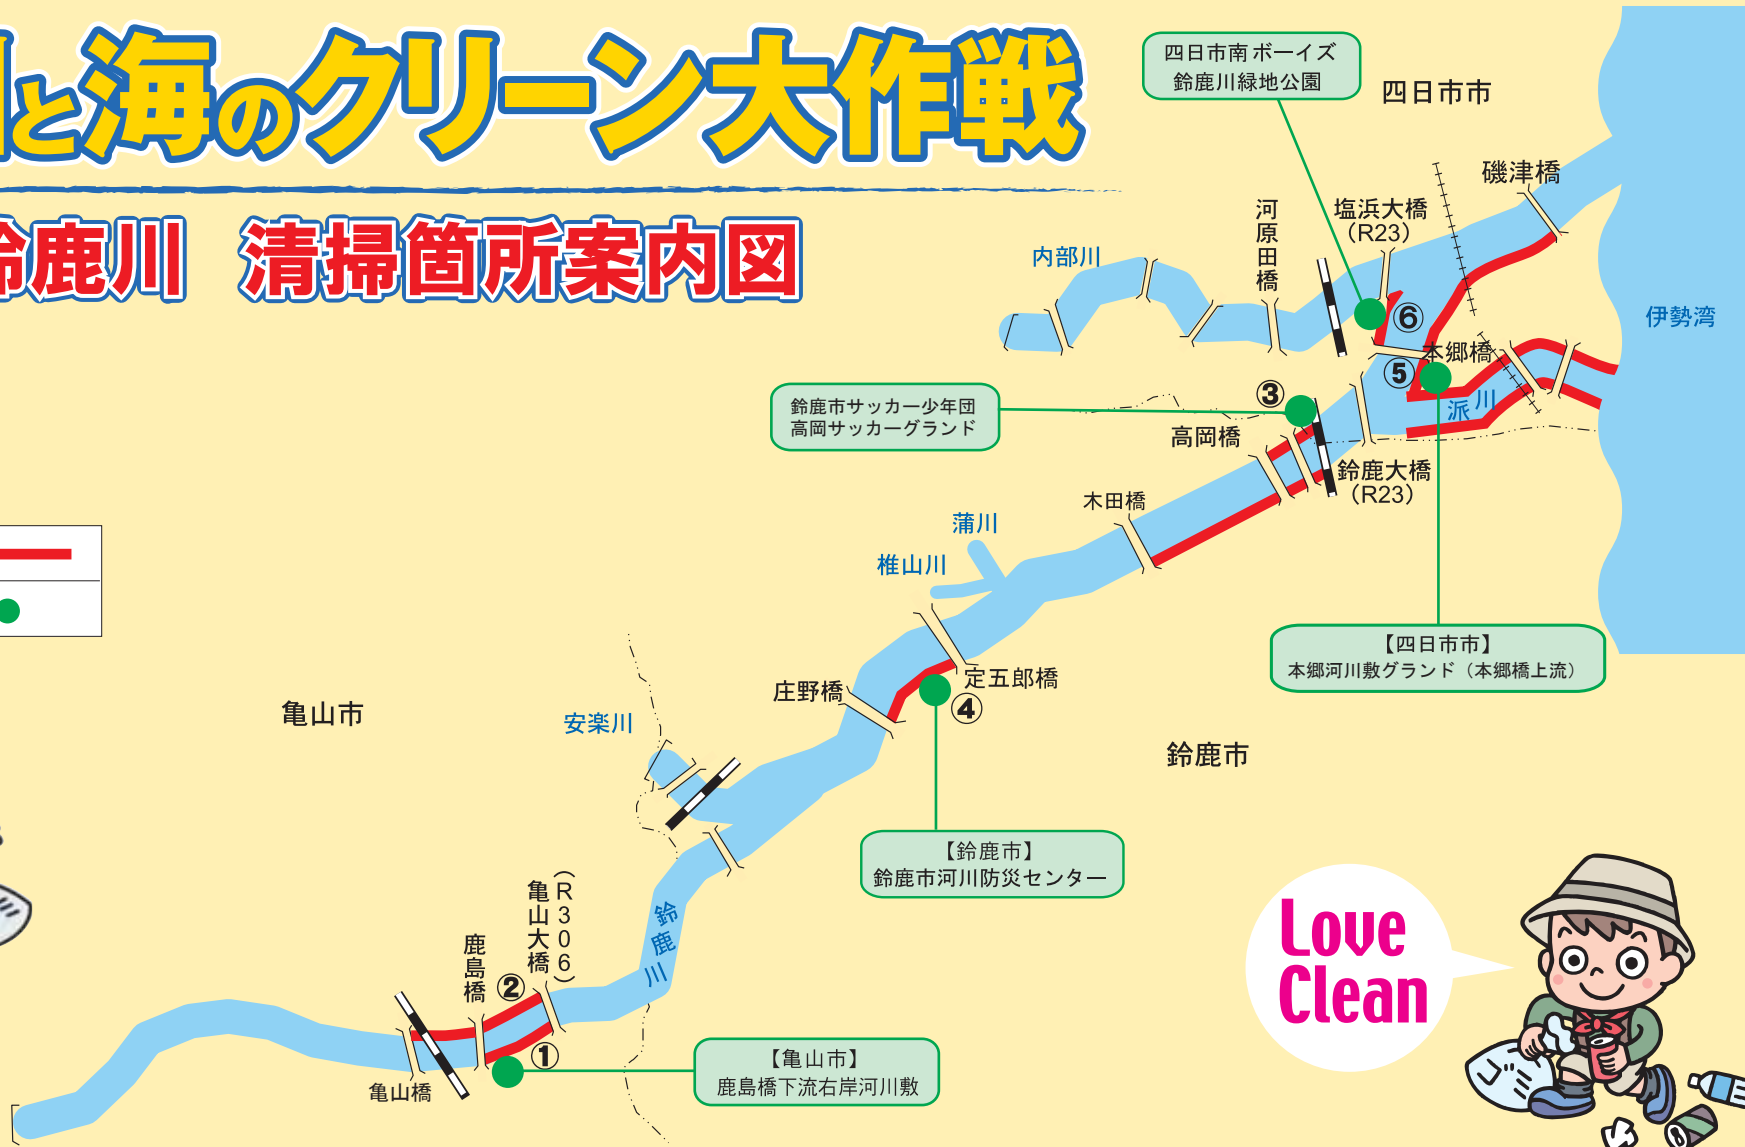 と海のクリーン大作戦
鈴鹿川 清掃箇所案内図
四日市南ボーイズ
鈴鹿川緑地公園
四日市市
磯津橋
塩浜大橋
（R23）
河原田橋
内部川
伊勢湾
⑥
本郷橋
⑤
③
派川
鈴鹿市サッカー少年団
高岡サッカーグランド
高岡橋
鈴鹿大橋
（R23）
木田橋
蒲川
椎山川
【四日市市】
本郷河川敷グランド（本郷橋上流）
定五郎橋
庄野橋
④
亀山市
安楽川
鈴鹿市
【鈴鹿市】
鈴鹿市河川防災センター
亀山大橋
（R306）
鈴鹿川
鹿島橋
②
①
【亀山市】
鹿島橋下流右岸河川敷
亀山橋
Love
Clean